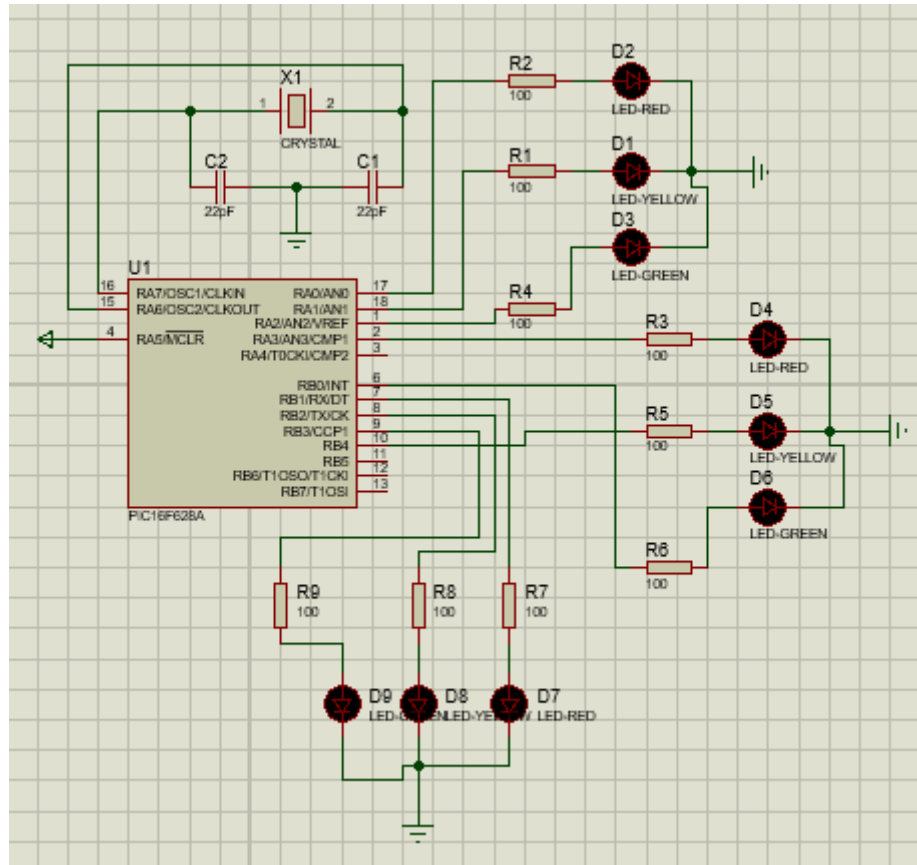 X1
1
2
CRYSTAL
C2
22pF
C1
22pF
R2
100
D2
LED-RED
R1
100
D1
LED-YELLOW
D3
LED-GREEN
R4
100
U1
16
RA7/OSC1/CLKIN
RA0/AN0
17
15
RA6/OSC2/CLKOUT
RA1/AN1
18
RA2/AN2/VREF
1
4
RA5/MCLR
RA3/AN3/CMP1
2
RA4/T0CKI/CMP2
3
RB0/INT
6
RB1/RX/DT
7
RB2/TX/CK
8
RB3/CCP1
9
RB4
10
RB5
11
RB6/T1OSO/T1CKI
12
RB7/T1OSI
13
PIC16F628A
R3
100
D4
LED-RED
R5
100
D5
LED-YELLOW
D6
LED-GREEN
R6
100
R9
100
R8
100
R7
100
D9
LED-GREEN
D8
LED-YELLOW
D7
LED-RED